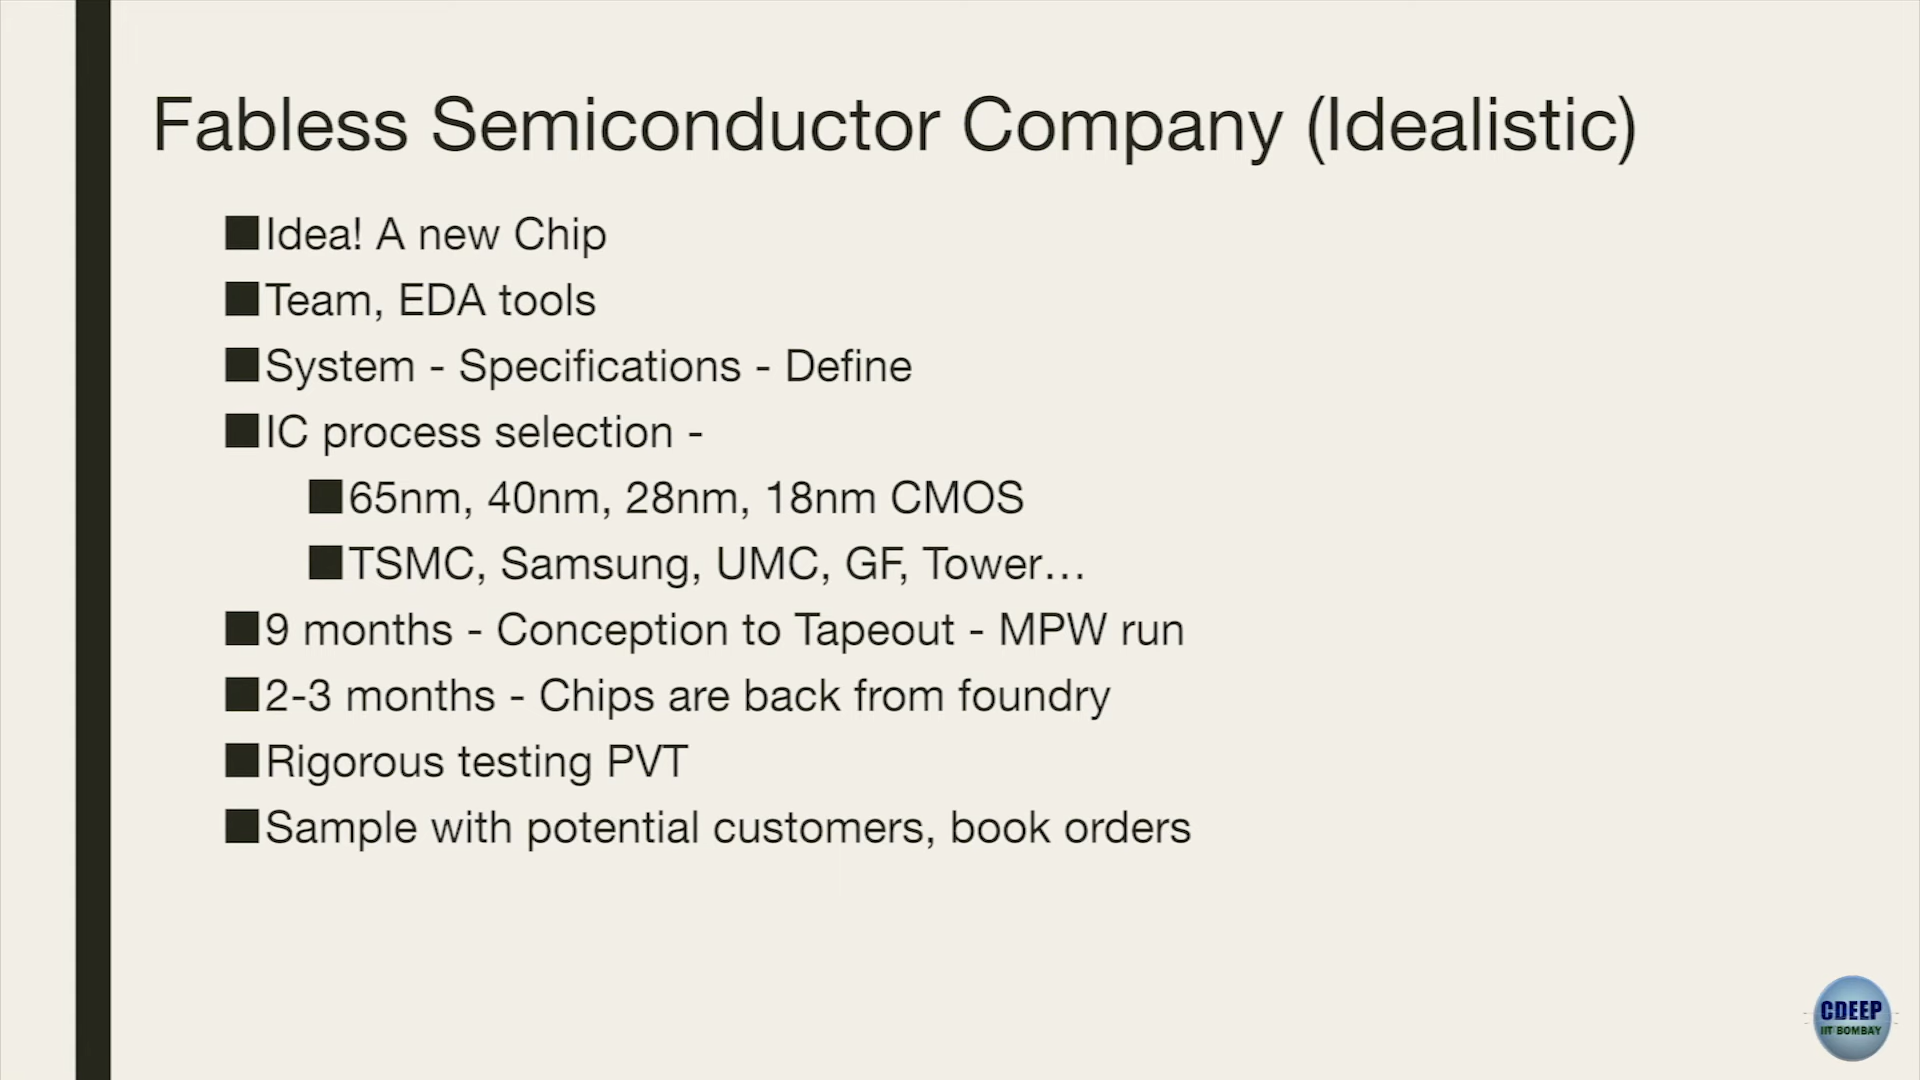 Fabless Semiconductor Company (Idealistic)
Idea! A new Chip
Team, EDA tools
System - Specifications - Define
IC process selection -
65nm, 40nm, 28nm, 18nm CMOS
TSMC, Samsung, UMC, GF, Tower...
9 months - Conception to Tapeout - MPW run
2-3 months - Chips are back from foundry
Rigorous testing PVT
Sample with potential customers, book orders
CDEEP
IIT BOMBAY